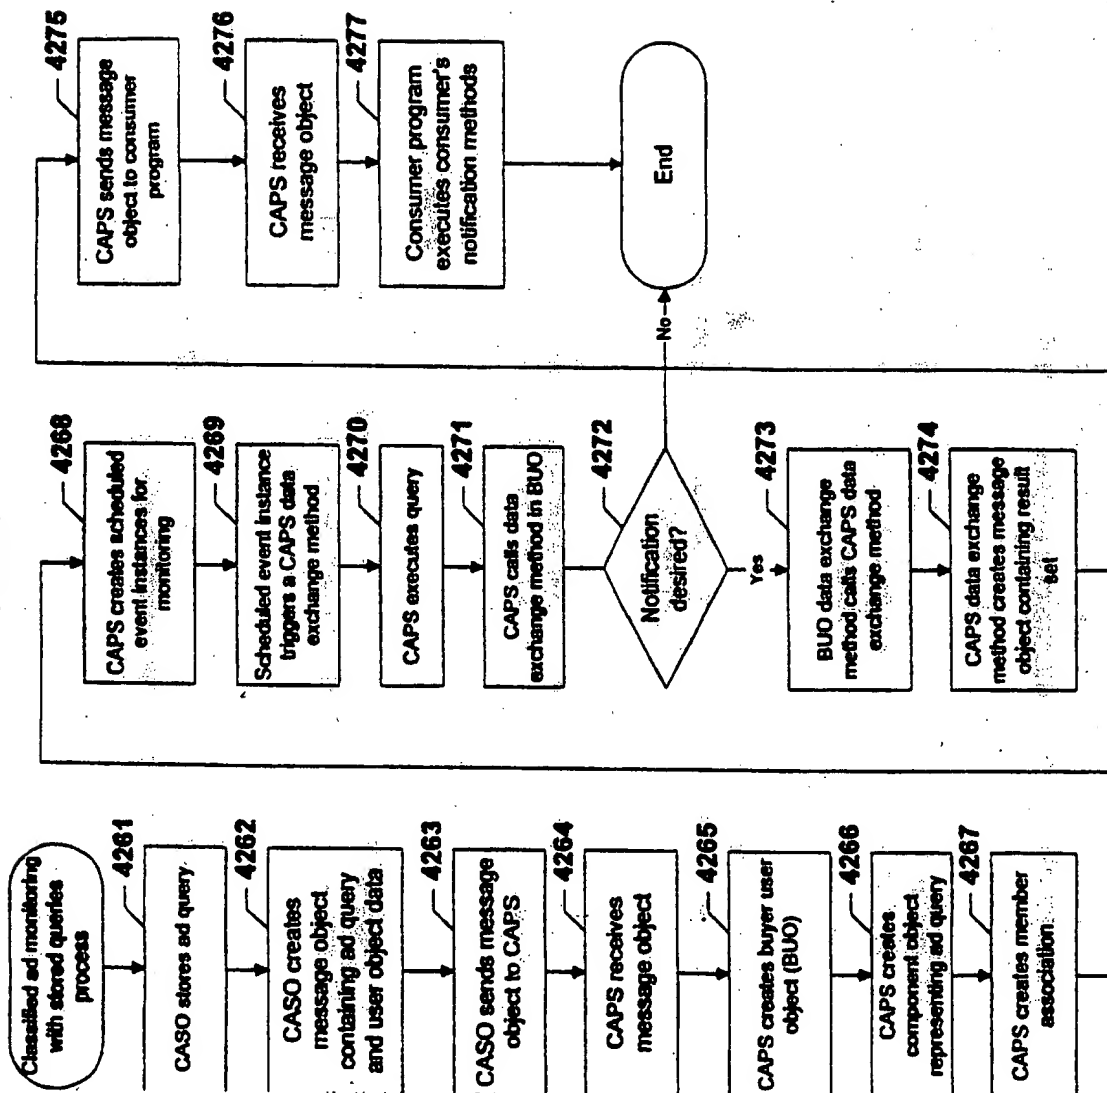 Classified ad monitoring
with stored queries
process
4261
CASO stores ad query
4262
CASO creates
message object
containing ad query
and user object data
4263
CASO sends message
object to CAPS
4264
CAPS receives
message object
4265
CAPS creates buyer user
object (BUO)
4266
CAPS creates
component object
representing ad query
4267
CAPS creates member
association
4268
CAPS creates scheduled
event instances for
monitoring
4269
Scheduled event instance
triggers a CAPS data
exchange method
4270
CAPS executes query
4271
CAPS calls data
exchange method in BUO
4272
Notification
desired?
No
Yes
4273
BUO data exchange
method calls CAPS data
exchange method
4274
CAPS data exchange
method creates message
object containing result
set
4275
CAPS sends message
object to consumer
program
4276
CAPS receives
message object
4277
Consumer program
executes consumer's
notification methods
End